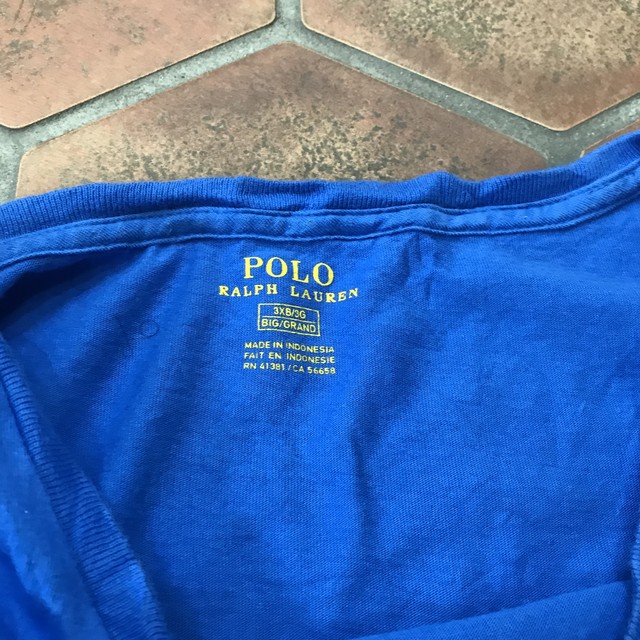 POLO
RALPH LAUREN
3XB/3G
BIG/GRAND
MADE IN INDONESIA
FAIT EN INDONESIE
RN 41381 / CA 56658